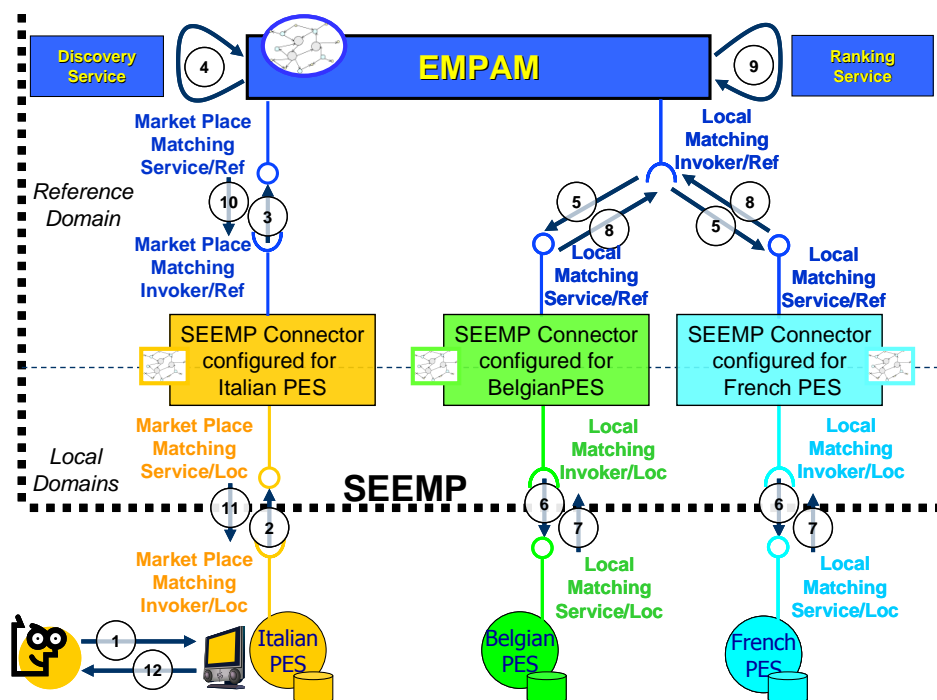 Discovery
Service
4
EMPAM
9
Ranking
Service
Market Place
Matching
Service/Ref
Local
Matching
Invoker/Ref
Reference
Domain
10
3
5
8
5
8
Market Place
Matching
Invoker/Ref
Local
Matching
Service/Ref
Local
Matching
Service/Ref
SEEMP Connector
configured for
Italian PES
SEEMP Connector
configured for
BelgianPES
SEEMP Connector
configured for
French PES
Market Place
Matching
Service/Loc
Local
Matching
Invoker/Loc
Local
Matching
Invoker/Loc
Local
Domains
SEEMP
11
2
6
7
6
7
Market Place
Matching
Invoker/Loc
Local
Matching
Service/Loc
Local
Matching
Service/Loc
1
12
Italian
PES
Belgian
PES
French
PES